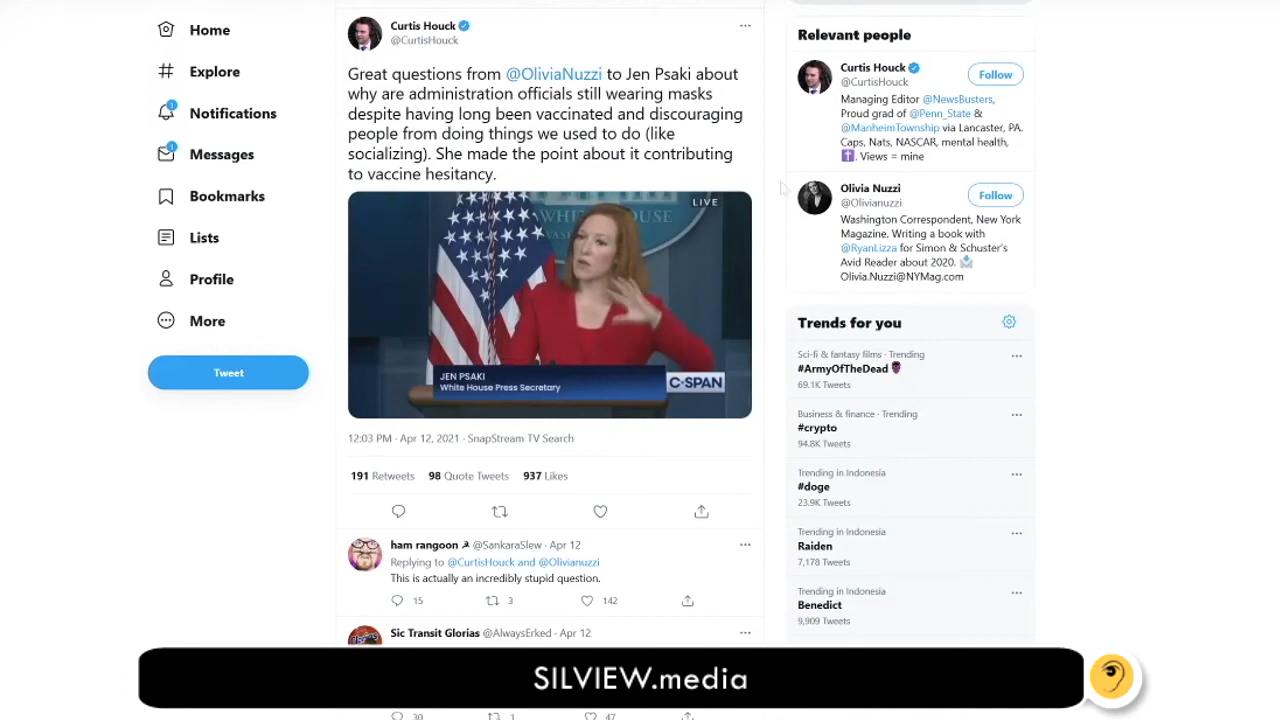 Home
Explore
Notifications
Messages
Bookmarks
Lists
Profile
More
Tweet
Curtis Houck
@CurtisHouck
Great questions from @OliviaNuzzi to Jen Psaki about
why are administration officials still wearing masks
despite having long been vaccinated and discouraging
people from doing things we used to do (like
socializing). She made the point about it contributing
to vaccine hesitancy.
LIVE
WHITE HOUSE
JEN PSAKI
White House Press Secretary
C-SPAN
12:03 PM · Apr 12, 2021 · SnapStream TV Search
191 Retweets 98 Quote Tweets 937 Likes
ham rangoon @SankaraSlew · Apr 12
Replying to @CurtisHouck and @Olivianuzzi
This is actually an incredibly stupid question.
15 3 142
Sic Transit Glorias @AlwaysErked · Apr 12
30 1 47
Relevant people
Curtis Houck
@CurtisHouck
Follow
Managing Editor @NewsBusters,
Proud grad of @Penn_State &
@ManheimTownship via Lancaster, PA.
Caps, Nats, NASCAR, mental health,
✝️. Views = mine
Olivia Nuzzi
@Olivianuzzi
Follow
Washington Correspondent, New York
Magazine. Writing a book with
@RyanLizza for Simon & Schuster's
Avid Reader about 2020. 📩
Olivia.Nuzzi@NYMag.com
Trends for you
Sci-fi & fantasy films · Trending
#ArmyOfTheDead
69.1K Tweets
Business & finance · Trending
#crypto
94.8K Tweets
Trending in Indonesia
#doge
23.9K Tweets
Trending in Indonesia
Raiden
7,178 Tweets
Trending in Indonesia
Benedict
9,909 Tweets
SILVIEW.media